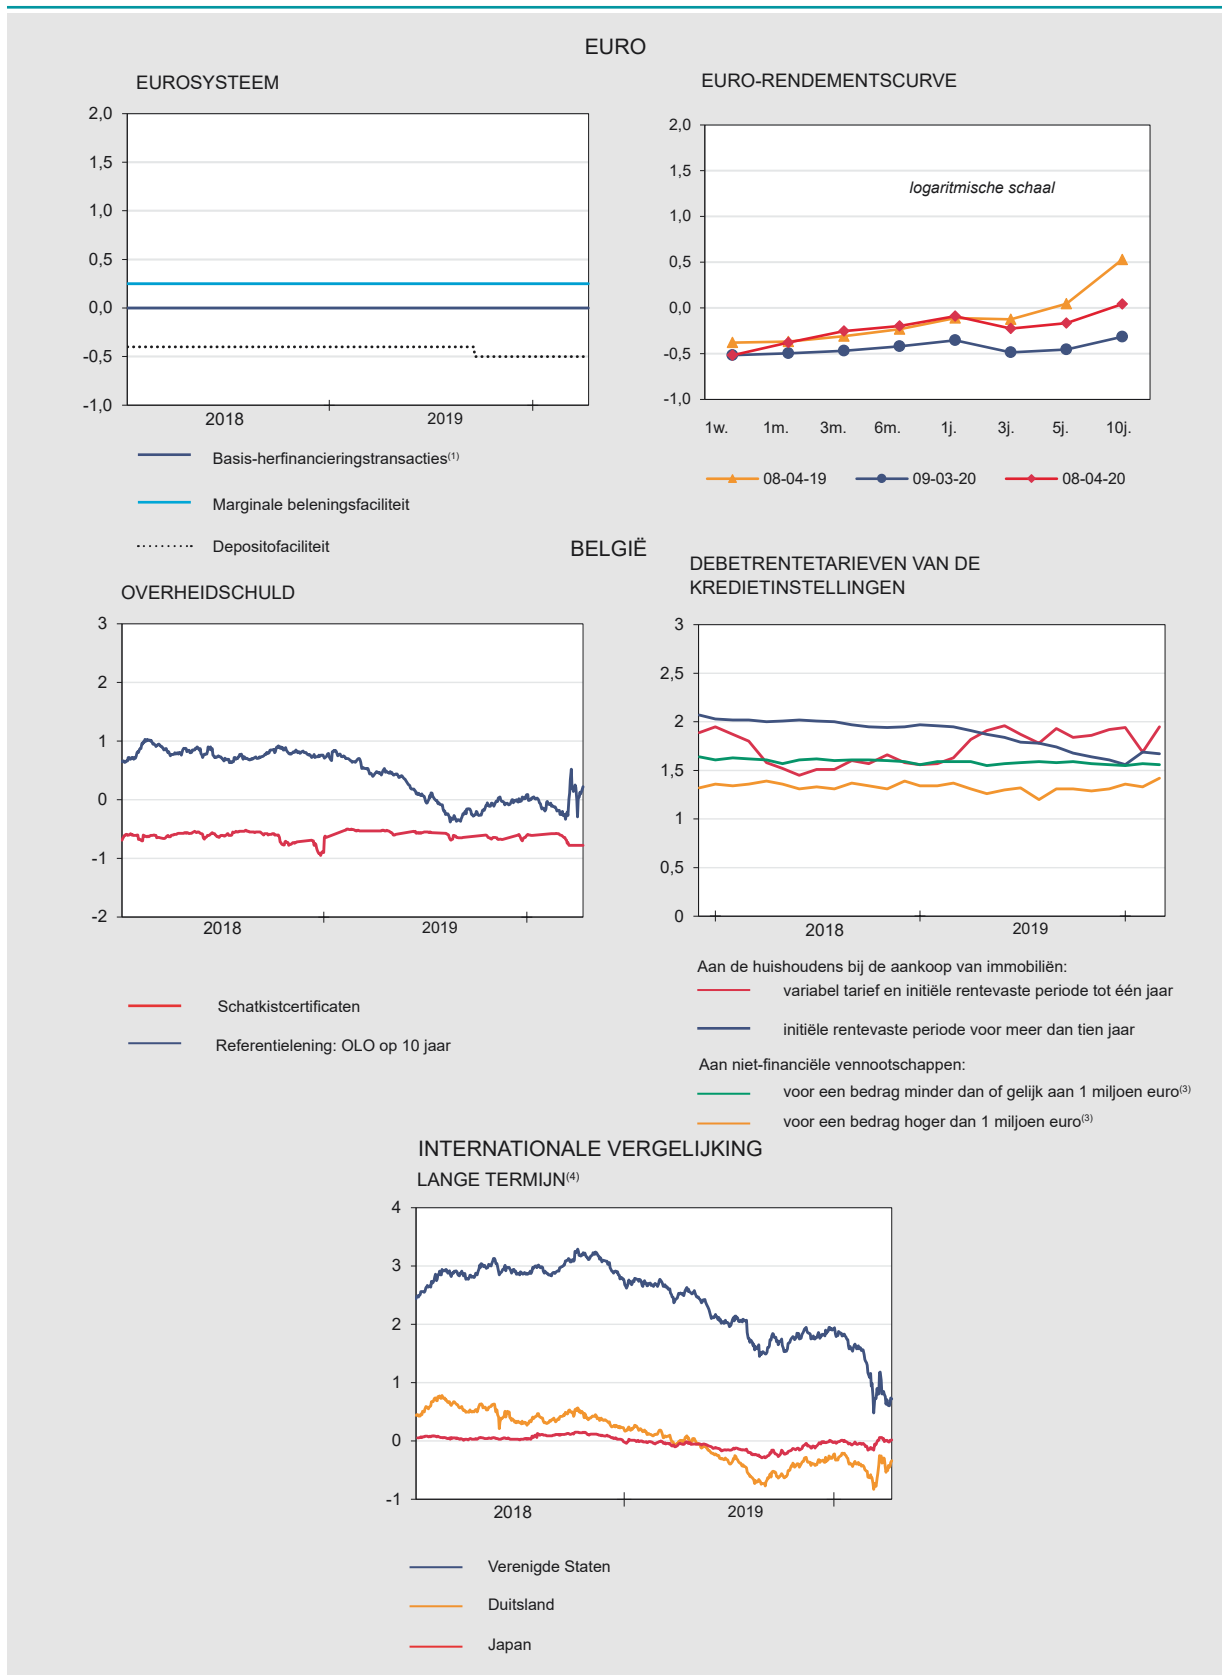 EURO
EUROSYSTEEM
2,0
1,5
1,0
0,5
0,0
-0,5
-1,0
2018
2019
Basis-herfinancieringstransacties(1)
Marginale beleningsfaciliteit
Depositofaciliteit
EURO-RENDEMENTSCURVE
2,0
1,5
1,0
0,5
0,0
-0,5
-1,0
logaritmische schaal
1w. 1m. 3m. 6m. 1j. 3j. 5j. 10j.
08-04-19 09-03-20 08-04-20
BELGIË
OVERHEIDSCHULD
3
2
1
0
-1
-2
2018
2019
Schatkistcertificaten
Referentielening: OLO op 10 jaar
DEBETRENTETARIEVEN VAN DE
KREDIETINSTELLINGEN
3
2,5
2
1,5
1
0,5
0
2018
2019
Aan de huishoudens bij de aankoop van immobiliën:
variabel tarief en initiële rentevaste periode tot één jaar
initiële rentevaste periode voor meer dan tien jaar
Aan niet-financiële vennootschappen:
voor een bedrag minder dan of gelijk aan 1 miljoen euro(3)
voor een bedrag hoger dan 1 miljoen euro(3)
INTERNATIONALE VERGELIJKING
LANGE TERMIJN(4)
4
3
2
1
0
-1
2018
2019
Verenigde Staten
Duitsland
Japan